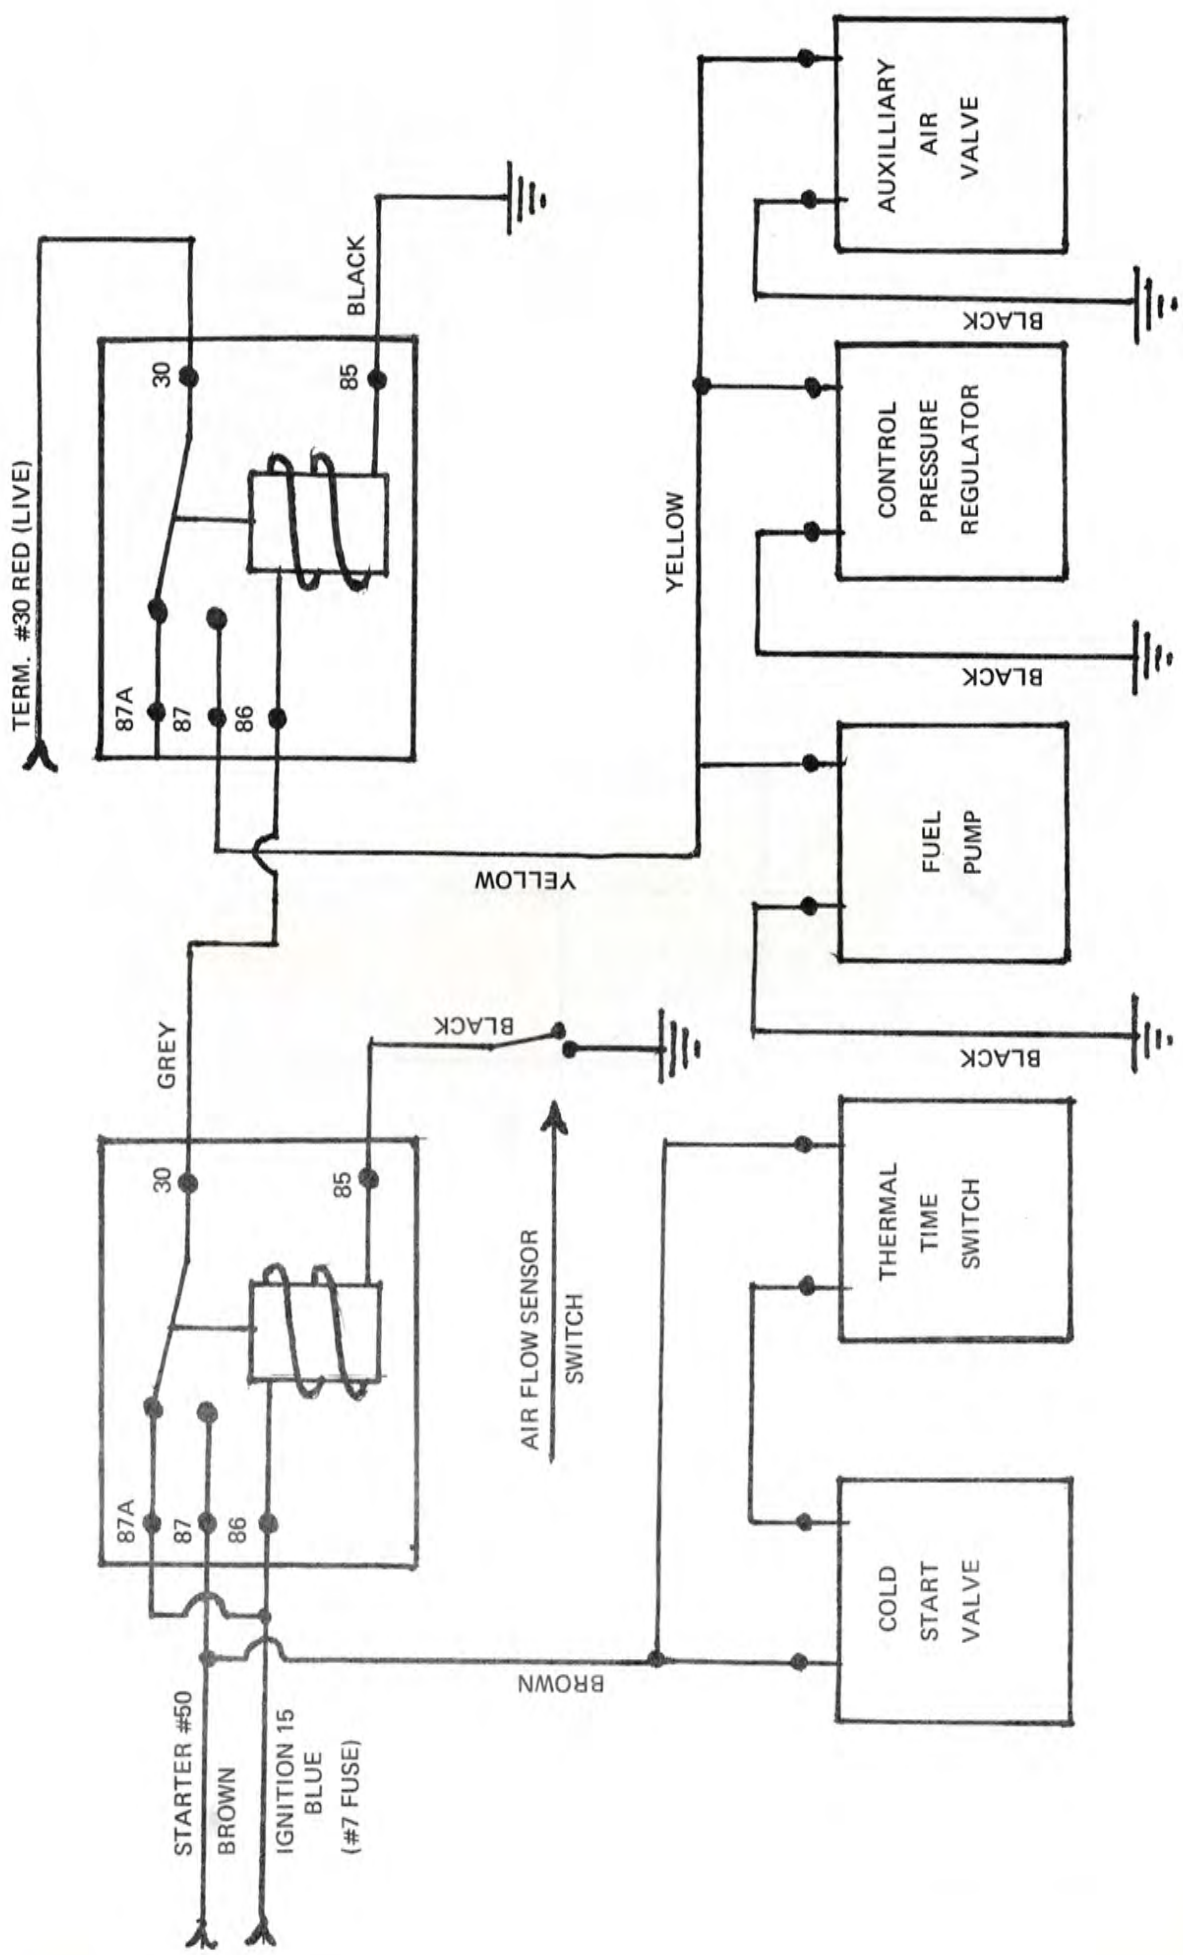 TERM. #30 RED (LIVE)
87A
87
86
30
85
BLACK
GREY
YELLOW
YELLOW
87A
87
86
30
85
BLACK
STARTER #50
BROWN
IGNITION 15
BLUE
(#7 FUSE)
AIR FLOW SENSOR
SWITCH
BROWN
COLD
START
VALVE
THERMAL
TIME
SWITCH
BLACK
FUEL
PUMP
BLACK
CONTROL
PRESSURE
REGULATOR
BLACK
AUXILLIARY
AIR
VALVE